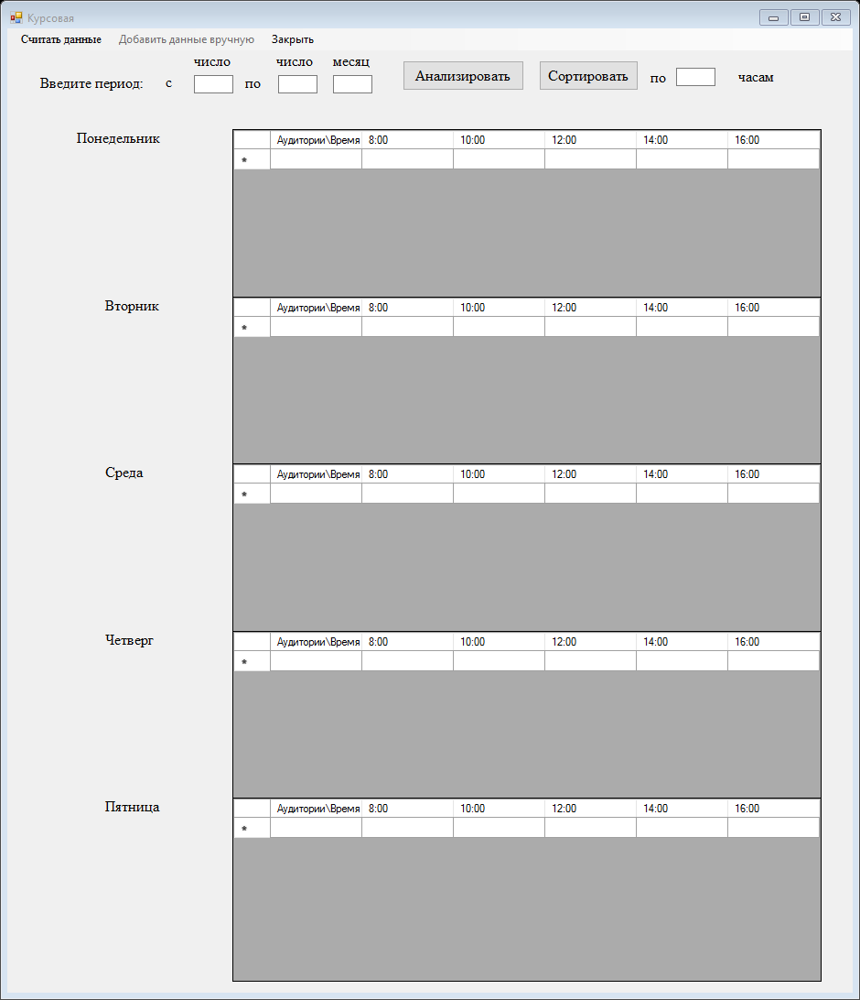 Курсовая
Считать данные Добавить данные вручную Закрыть
число число месяц
Введите период: с по Анализировать Сортировать по часам
Понедельник Аудитории\Время 8:00 10:00 12:00 14:00 16:00
*
Вторник Аудитории\Время 8:00 10:00 12:00 14:00 16:00
*
Среда Аудитории\Время 8:00 10:00 12:00 14:00 16:00
*
Четверг Аудитории\Время 8:00 10:00 12:00 14:00 16:00
*
Пятница Аудитории\Время 8:00 10:00 12:00 14:00 16:00
*